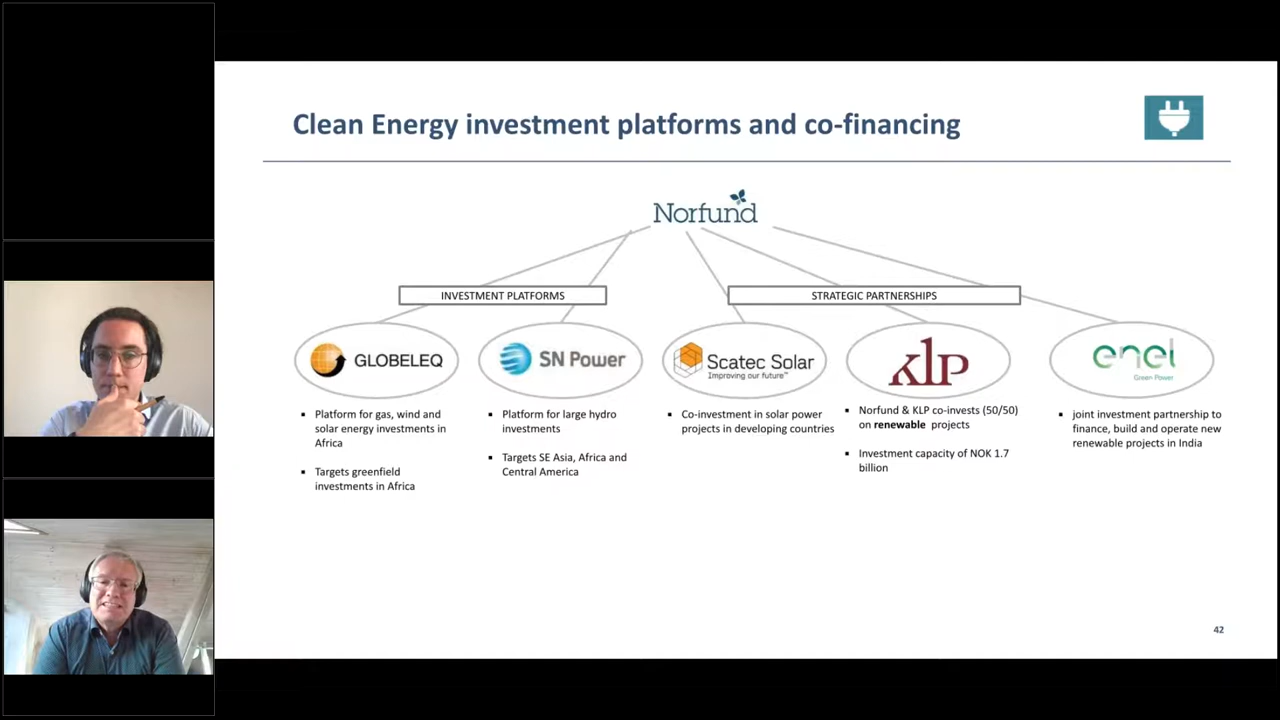 Clean Energy investment platforms and co-financing
Norfund
INVESTMENT PLATFORMS
STRATEGIC PARTNERSHIPS
GLOBELEQ
SN Power
Scatec Solar
Improving our future™
KLP
enel
Green Power
▪ Platform for gas, wind and
solar energy investments in
Africa
▪ Targets greenfield
investments in Africa
▪ Platform for large hydro
investments
▪ Targets SE Asia, Africa and
Central America
▪ Co-investment in solar power
projects in developing countries
▪ Norfund & KLP co-invests (50/50)
on renewable projects
▪ Investment capacity of NOK 1.7
billion
▪ joint investment partnership to
finance, build and operate new
renewable projects in India
42